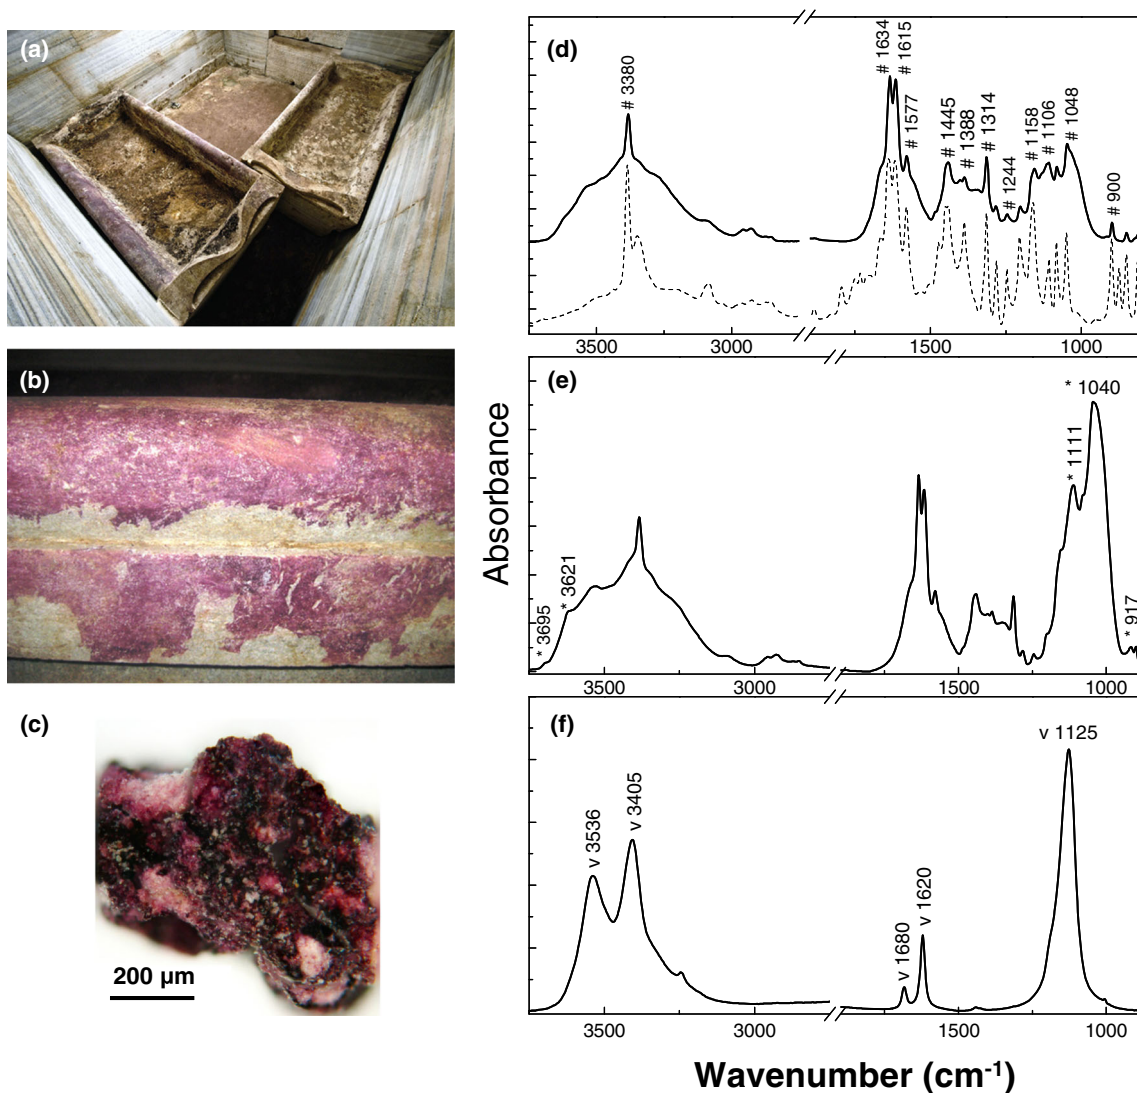 (a)
(b)
(c)
200 µm
Absorbance
(d)
# 3380
# 1634
# 1615
# 1577
# 1445
# 1388
# 1314
# 1244
# 1158
# 1106
# 1048
# 900
3500
3000
1500
1000
(e)
* 3695
* 3621
* 1111
* 1040
* 917
3500
3000
1500
1000
(f)
v 3536
v 3405
v 1680
v 1620
v 1125
3500
3000
1500
1000
Wavenumber (cm⁻¹)